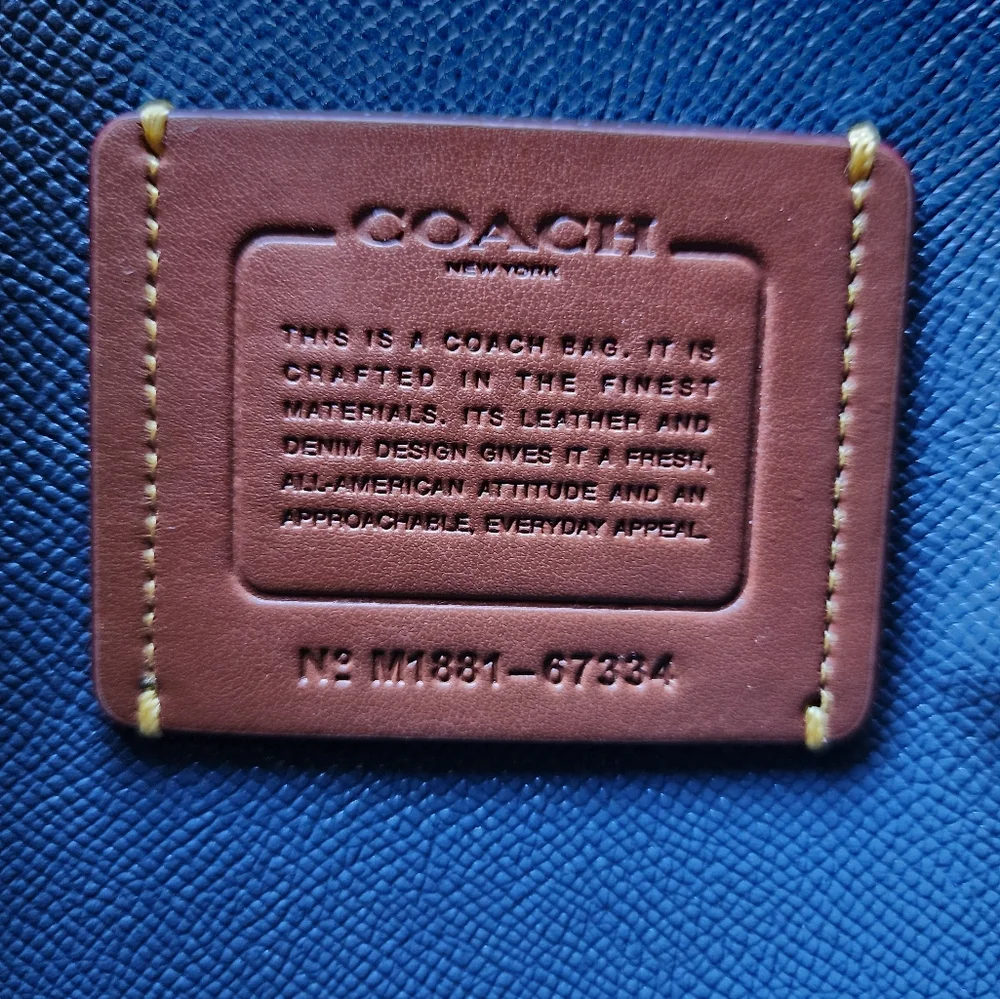 COACH
NEW YORK
THIS IS A COACH BAG. IT IS
CRAFTED IN THE FINEST
MATERIALS. ITS LEATHER AND
DENIM DESIGN GIVES IT A FRESH,
ALL-AMERICAN ATTITUDE AND AN
APPROACHABLE, EVERYDAY APPEAL.
Nº M1881-67334